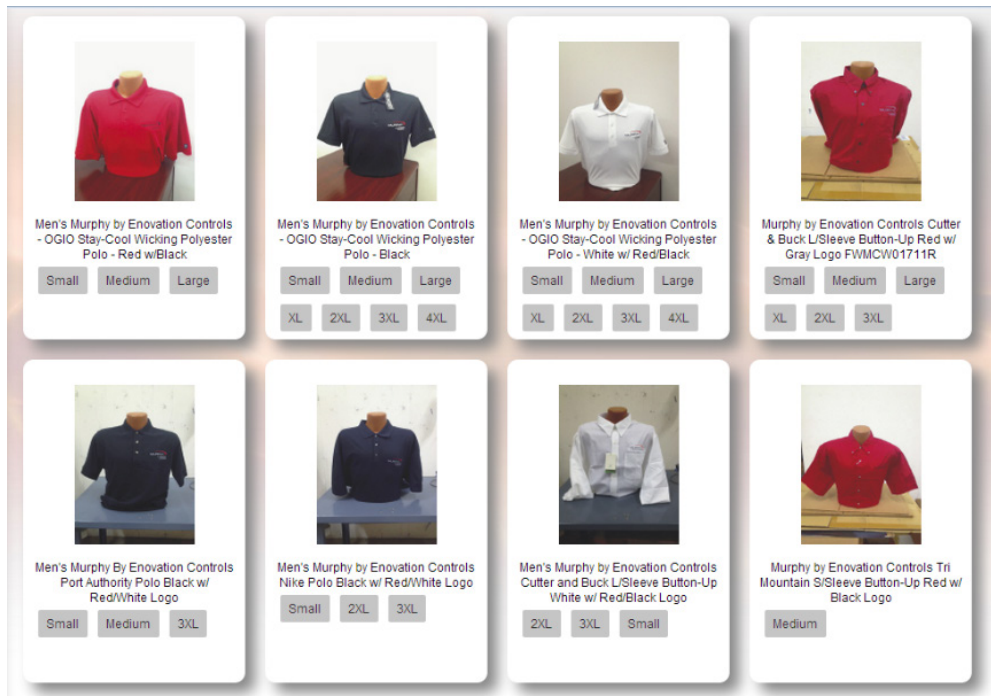 Men's Murphy by Enovation Controls
- OGIO Stay-Cool Wicking Polyester
Polo - Red w/Black
Small Medium Large
Men's Murphy by Enovation Controls
- OGIO Stay-Cool Wicking Polyester
Polo - Black
Small Medium Large
XL 2XL 3XL 4XL
Men's Murphy by Enovation Controls
- OGIO Stay-Cool Wicking Polyester
Polo - White w/ Red/Black
Small Medium Large
XL 2XL 3XL 4XL
Murphy by Enovation Controls Cutter
& Buck L/Sleeve Button-Up Red w/
Gray Logo FWMCW01711R
Small Medium Large
XL 2XL 3XL
Men's Murphy By Enovation Controls
Port Authority Polo Black w/
Red/White Logo
Small Medium 3XL
Men's Murphy by Enovation Controls
Nike Polo Black w/ Red/White Logo
Small 2XL 3XL
Men's Murphy by Enovation Controls
Cutter and Buck L/Sleeve Button-Up
White w/ Red/Black Logo
2XL 3XL Small
Murphy by Enovation Controls Tri
Mountain S/Sleeve Button-Up Red w/
Black Logo
Medium